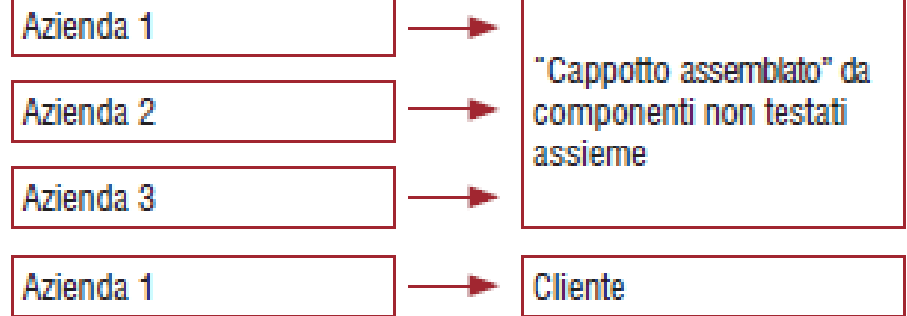 Azienda 1
Azienda 2
Azienda 3
"Cappotto assemblato" da
componenti non testati
assieme
Azienda 1
Cliente